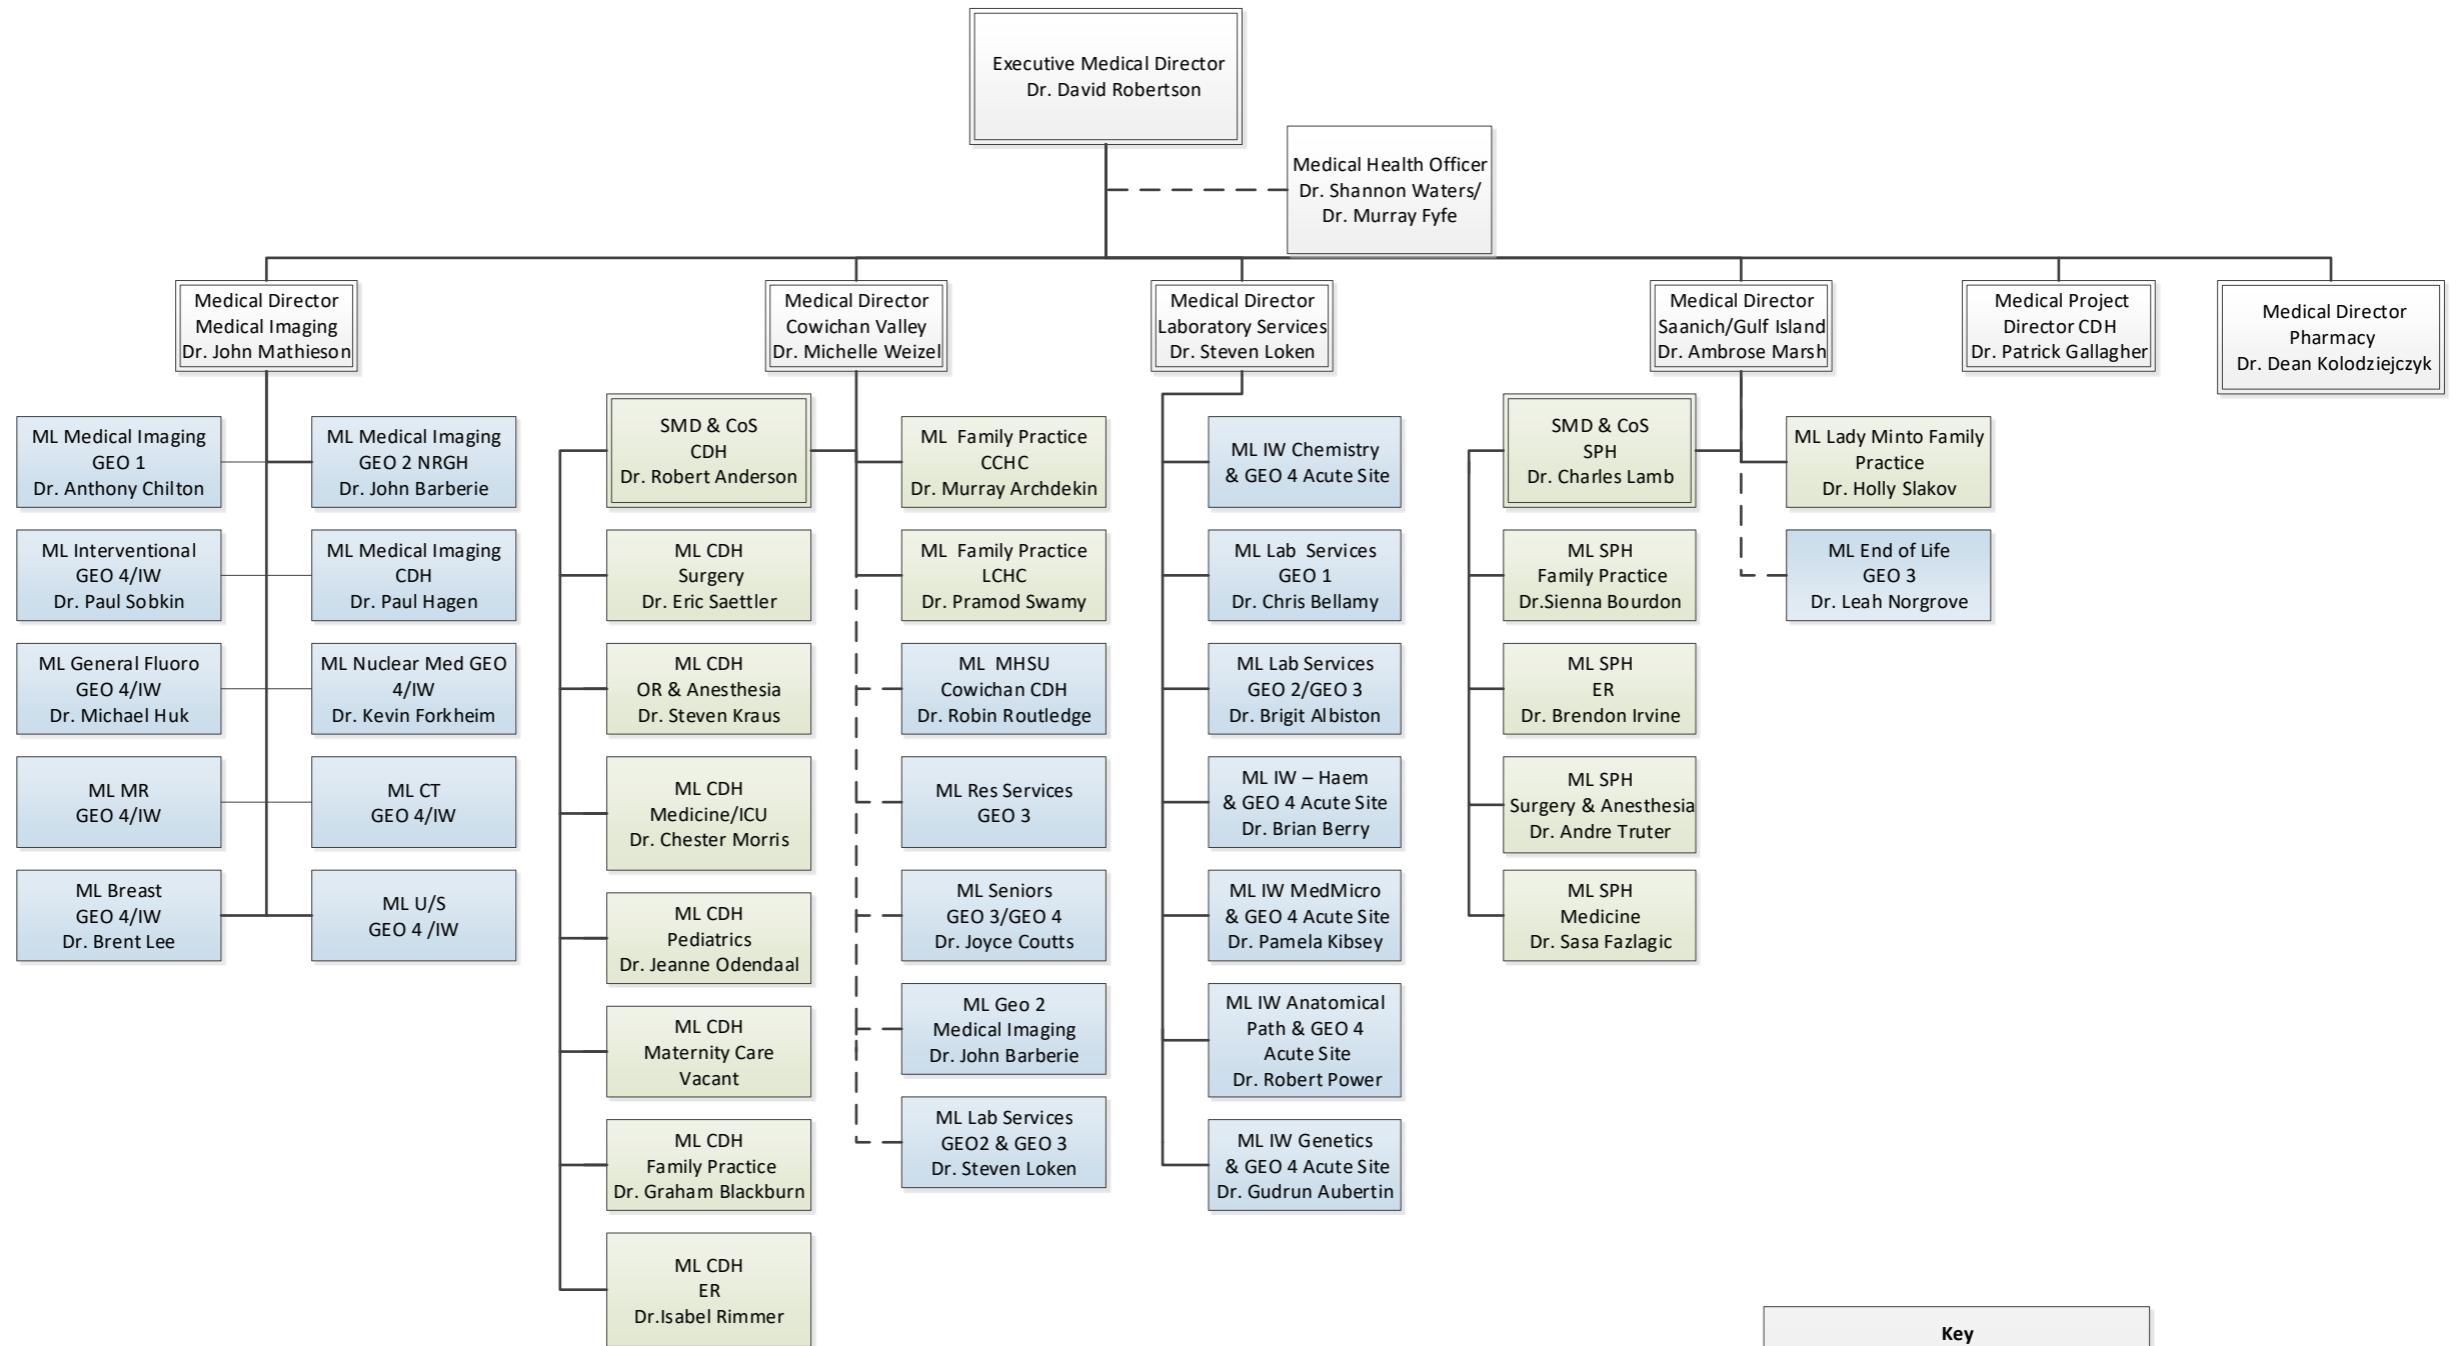 Executive Medical Director
Dr. David Robertson
Medical Health Officer
Dr. Shannon Waters/
Dr. Murray Fyfe
Medical Director
Medical Imaging
Dr. John Mathieson
Medical Director
Cowichan Valley
Dr. Michelle Weizel
Medical Director
Laboratory Services
Dr. Steven Loken
Medical Director
Saanich/Gulf Island
Dr. Ambrose Marsh
Medical Project
Director CDH
Dr. Patrick Gallagher
Medical Director
Pharmacy
Dr. Dean Kolodziejczyk
ML Medical Imaging
GEO 1
Dr. Anthony Chilton
ML Medical Imaging
GEO 2 NRGH
Dr. John Barberie
ML Interventional
GEO 4/IW
Dr. Paul Sobkin
ML Medical Imaging
CDH
Dr. Paul Hagen
ML General Fluoro
GEO 4/IW
Dr. Michael Huk
ML Nuclear Med GEO
4/IW
Dr. Kevin Forkheim
ML MR
GEO 4/IW
ML CT
GEO 4/IW
ML Breast
GEO 4/IW
Dr. Brent Lee
ML U/S
GEO 4 /IW
SMD & CoS
CDH
Dr. Robert Anderson
ML CDH
Surgery
Dr. Eric Saettler
ML CDH
OR & Anesthesia
Dr. Steven Kraus
ML CDH
Medicine/ICU
Dr. Chester Morris
ML CDH
Pediatrics
Dr. Jeanne Odendaal
ML CDH
Maternity Care
Vacant
ML CDH
Family Practice
Dr. Graham Blackburn
ML CDH
ER
Dr.Isabel Rimmer
ML Family Practice
CCHC
Dr. Murray Archdekin
ML Family Practice
LCHC
Dr. Pramod Swamy
ML MHSU
Cowichan CDH
Dr. Robin Routledge
ML Res Services
GEO 3
ML Seniors
GEO 3/GEO 4
Dr. Joyce Coutts
ML Geo 2
Medical Imaging
Dr. John Barberie
ML Lab Services
GEO2 & GEO 3
Dr. Steven Loken
ML IW Chemistry
& GEO 4 Acute Site
ML Lab Services
GEO 1
Dr. Chris Bellamy
ML Lab Services
GEO 2/GEO 3
Dr. Brigit Albiston
ML IW – Haem
& GEO 4 Acute Site
Dr. Brian Berry
ML IW MedMicro
& GEO 4 Acute Site
Dr. Pamela Kibsey
ML IW Anatomical
Path & GEO 4
Acute Site
Dr. Robert Power
ML IW Genetics
& GEO 4 Acute Site
Dr. Gudrun Aubertin
SMD & CoS
SPH
Dr. Charles Lamb
ML SPH
Family Practice
Dr.Sienna Bourdon
ML SPH
ER
Dr. Brendon Irvine
ML SPH
Surgery & Anesthesia
Dr. Andre Truter
ML SPH
Medicine
Dr. Sasa Fazlagic
ML Lady Minto Family
Practice
Dr. Holly Slakov
ML End of Life
GEO 3
Dr. Leah Norgrove
Key